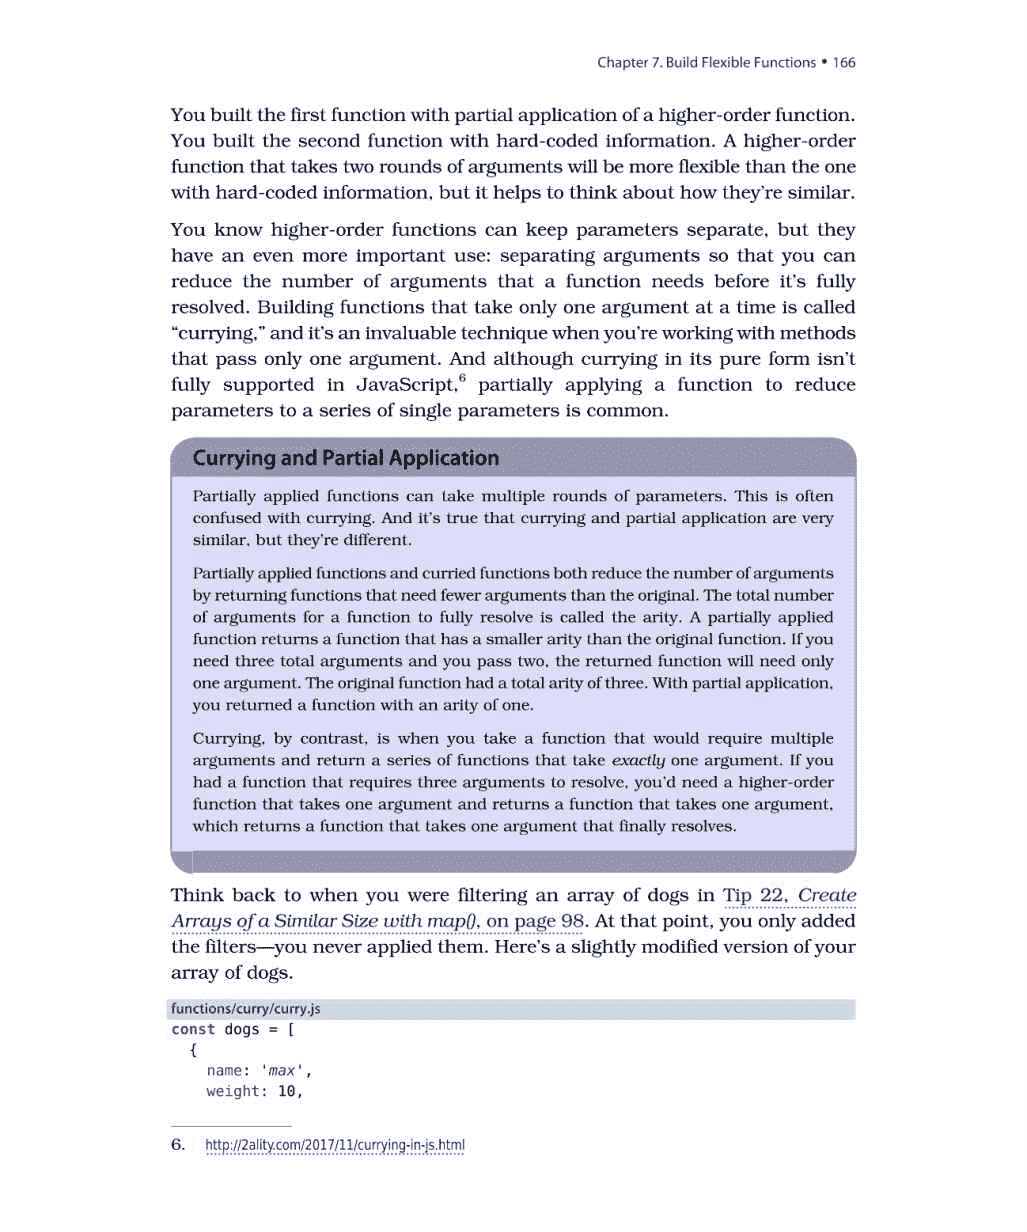 Chapter 7. Build Flexible Functions • 166
You built the first function with partial application of a higher-order function.
You built the second function with hard-coded information. A higher-order
function that takes two rounds of arguments will be more flexible than the one
with hard-coded information, but it helps to think about how they're similar.
You know higher-order functions can keep parameters separate, but they
have an even more important use: separating arguments so that you can
reduce the number of arguments that a function needs before it's fully
resolved. Building functions that take only one argument at a time is called
“currying,” and it's an invaluable technique when you're working with methods
that pass only one argument. And although currying in its pure form isn't
fully supported in JavaScript,⁶ partially applying a function to reduce
parameters to a series of single parameters is common.
Currying and Partial Application
Partially applied functions can take multiple rounds of parameters. This is often
confused with currying. And it's true that currying and partial application are very
similar, but they're different.
Partially applied functions and curried functions both reduce the number of arguments
by returning functions that need fewer arguments than the original. The total number
of arguments for a function to fully resolve is called the arity. A partially applied
function returns a function that has a smaller arity than the original function. If you
need three total arguments and you pass two, the returned function will need only
one argument. The original function had a total arity of three. With partial application,
you returned a function with an arity of one.
Currying, by contrast, is when you take a function that would require multiple
arguments and return a series of functions that take exactly one argument. If you
had a function that requires three arguments to resolve, you'd need a higher-order
function that takes one argument and returns a function that takes one argument,
which returns a function that takes one argument that finally resolves.
Think back to when you were filtering an array of dogs in Tip 22, Create
Arrays of a Similar Size with map(), on page 98. At that point, you only added
the filters—you never applied them. Here's a slightly modified version of your
array of dogs.
functions/curry/curry.js
const dogs = [
{
name: 'max',
weight: 10,
6. http://2ality.com/2017/11/currying-in-js.html